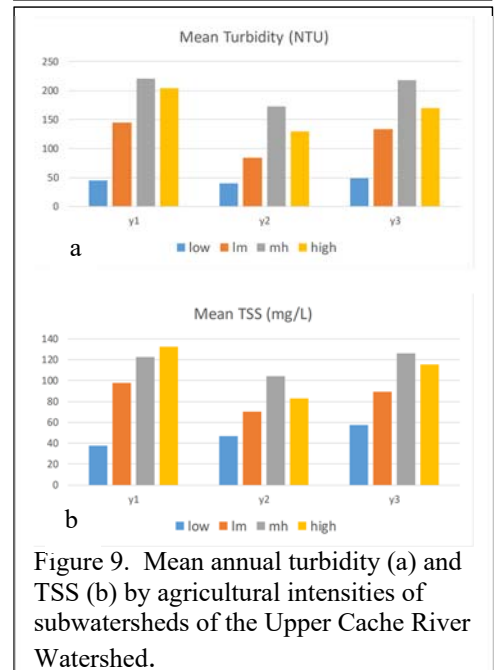 Mean Turbidity (NTU)
250
200
150
100
50
0
y1 y2 y3
a
low lm mh high
Mean TSS (mg/L)
140
120
100
80
60
40
20
0
y1 y2 y3
b
low lm mh high
Figure 9. Mean annual turbidity (a) and
TSS (b) by agricultural intensities of
subwatersheds of the Upper Cache River
Watershed.